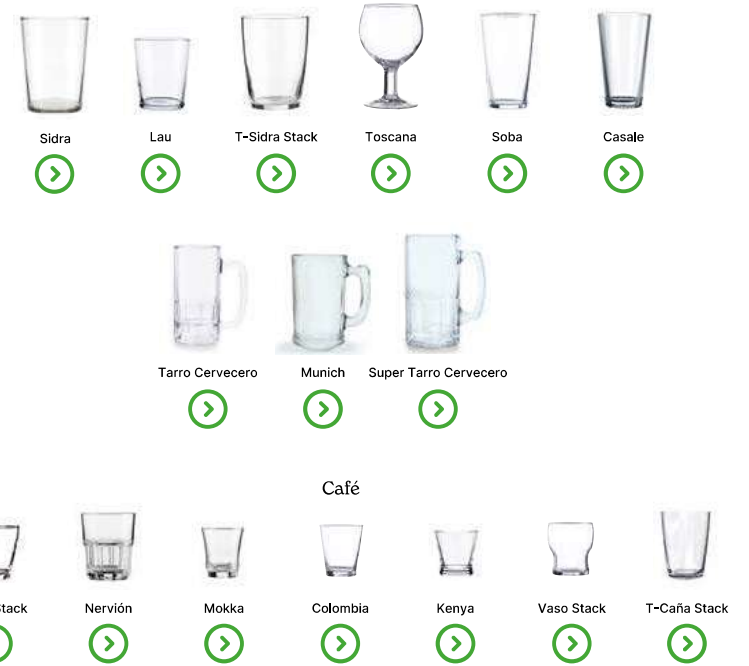 Sidra
Lau
T-Sidra Stack
Toscana
Soba
Casale
Tarro Cervecero
Munich
Super Tarro Cervecero
Café
Stack
Nervión
Mokka
Colombia
Kenya
Vaso Stack
T-Caña Stack